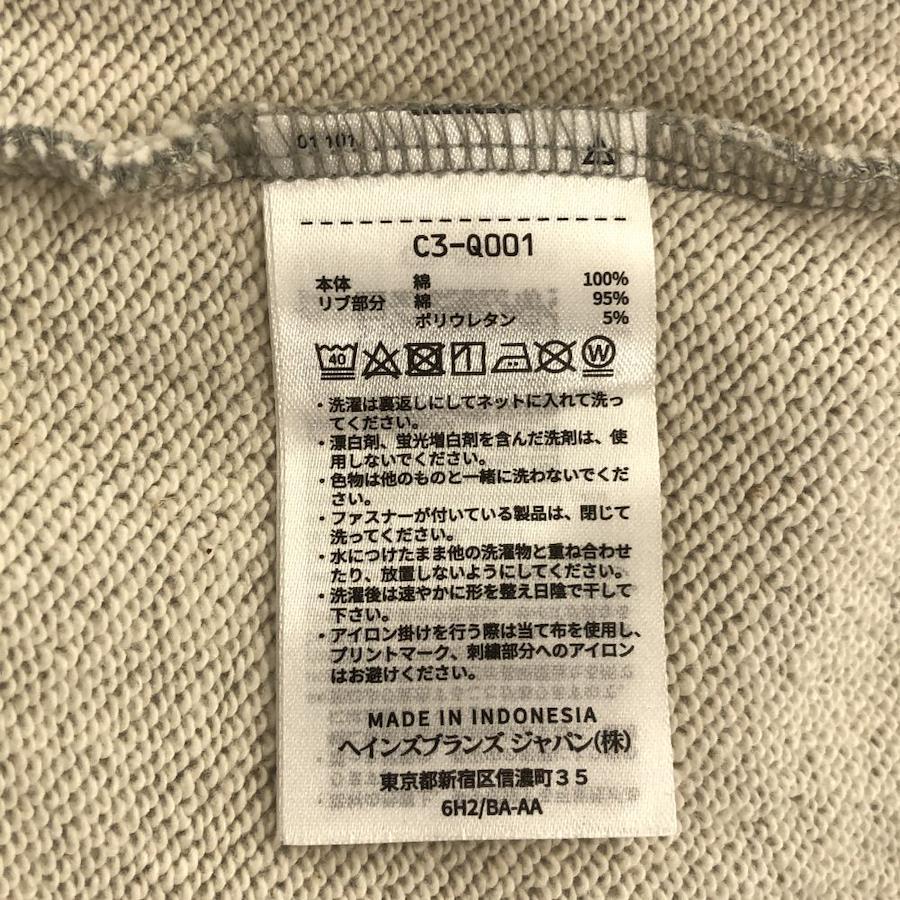 01 101
C3-Q001
本体 綿 100%
リブ部分 綿 95%
ポリウレタン 5%
40 W
・洗濯は裏返しにしてネットに入れて洗っ
てください。
・漂白剤、蛍光増白剤を含んだ洗剤は、使
用しないでください。
・色物は他のものと一緒に洗わないでくだ
さい。
・ファスナーが付いている製品は、閉じて
洗ってください。
・水につけたまま他の洗濯物と重ね合わせ
たり、放置しないようにしてください。
・洗濯後は速やかに形を整え日陰で干して
下さい。
・アイロン掛けを行う際は当て布を使用し、
プリントマーク、刺繍部分へのアイロン
はお避けください。
MADE IN INDONESIA
ヘインズブランズ ジャパン(株)
東京都新宿区信濃町35
6H2/BA-AA